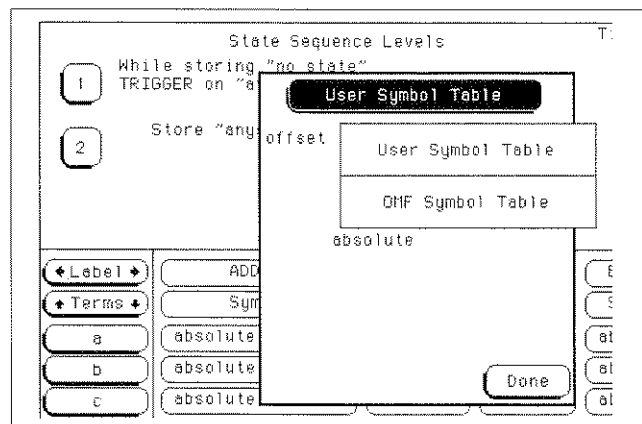 State Sequence Levels
1
While storing "no state"
TRIGGER on "a
2
Store "any
User Symbol Table
offset
User Symbol Table
OMF Symbol Table
absolute
Label
ADD
Terms
Sym
a
absolute
b
absolute
c
absolute
Done